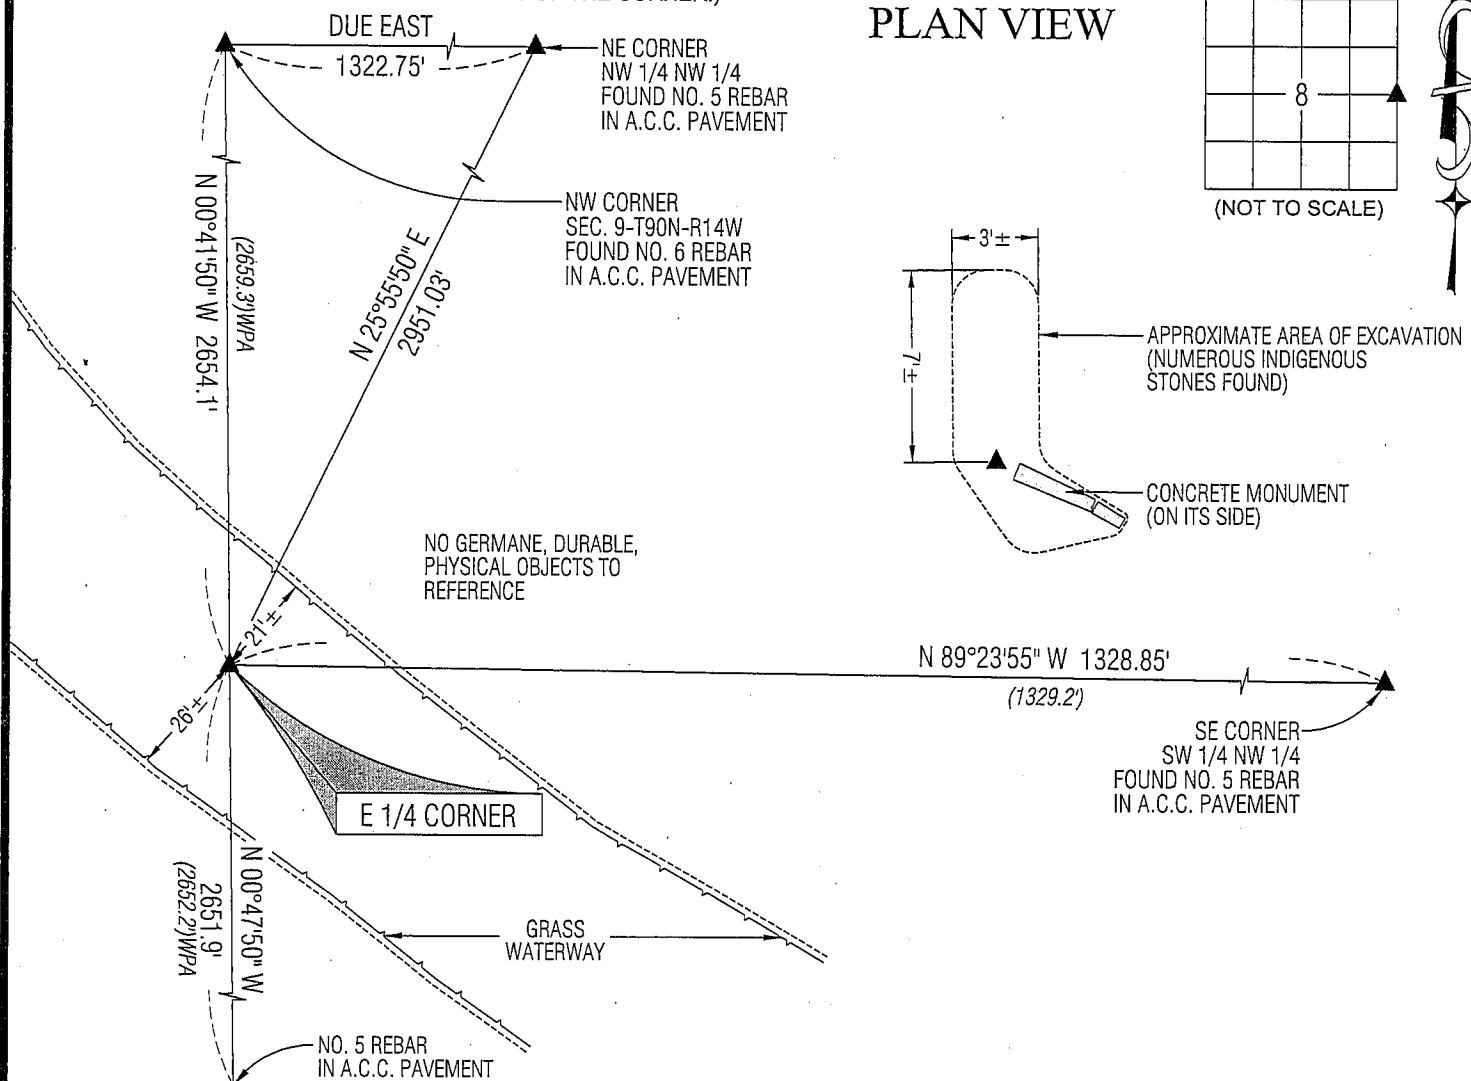 PLAN VIEW
DUE EAST
1322.75'
NE CORNER
NW 1/4 NW 1/4
FOUND NO. 5 REBAR
IN A.C.C. PAVEMENT
8
(NOT TO SCALE)
NW CORNER
SEC. 9-T90N-R14W
FOUND NO. 6 REBAR
IN A.C.C. PAVEMENT
N 00°41'50" W 2654.1'
(2659.3')WPA
N 25°55'50" E
2951.03'
3'±
7'±
APPROXIMATE AREA OF EXCAVATION
(NUMEROUS INDIGENOUS
STONES FOUND)
CONCRETE MONUMENT
(ON ITS SIDE)
NO GERMANE, DURABLE,
PHYSICAL OBJECTS TO
REFERENCE
21'±
26'±
N 89°23'55" W 1328.85'
(1329.2')
SE CORNER
SW 1/4 NW 1/4
FOUND NO. 5 REBAR
IN A.C.C. PAVEMENT
E 1/4 CORNER
N 00°47'50" W
2651.9'
(2652.2')WPA
GRASS
WATERWAY
NO. 5 REBAR
IN A.C.C. PAVEMENT